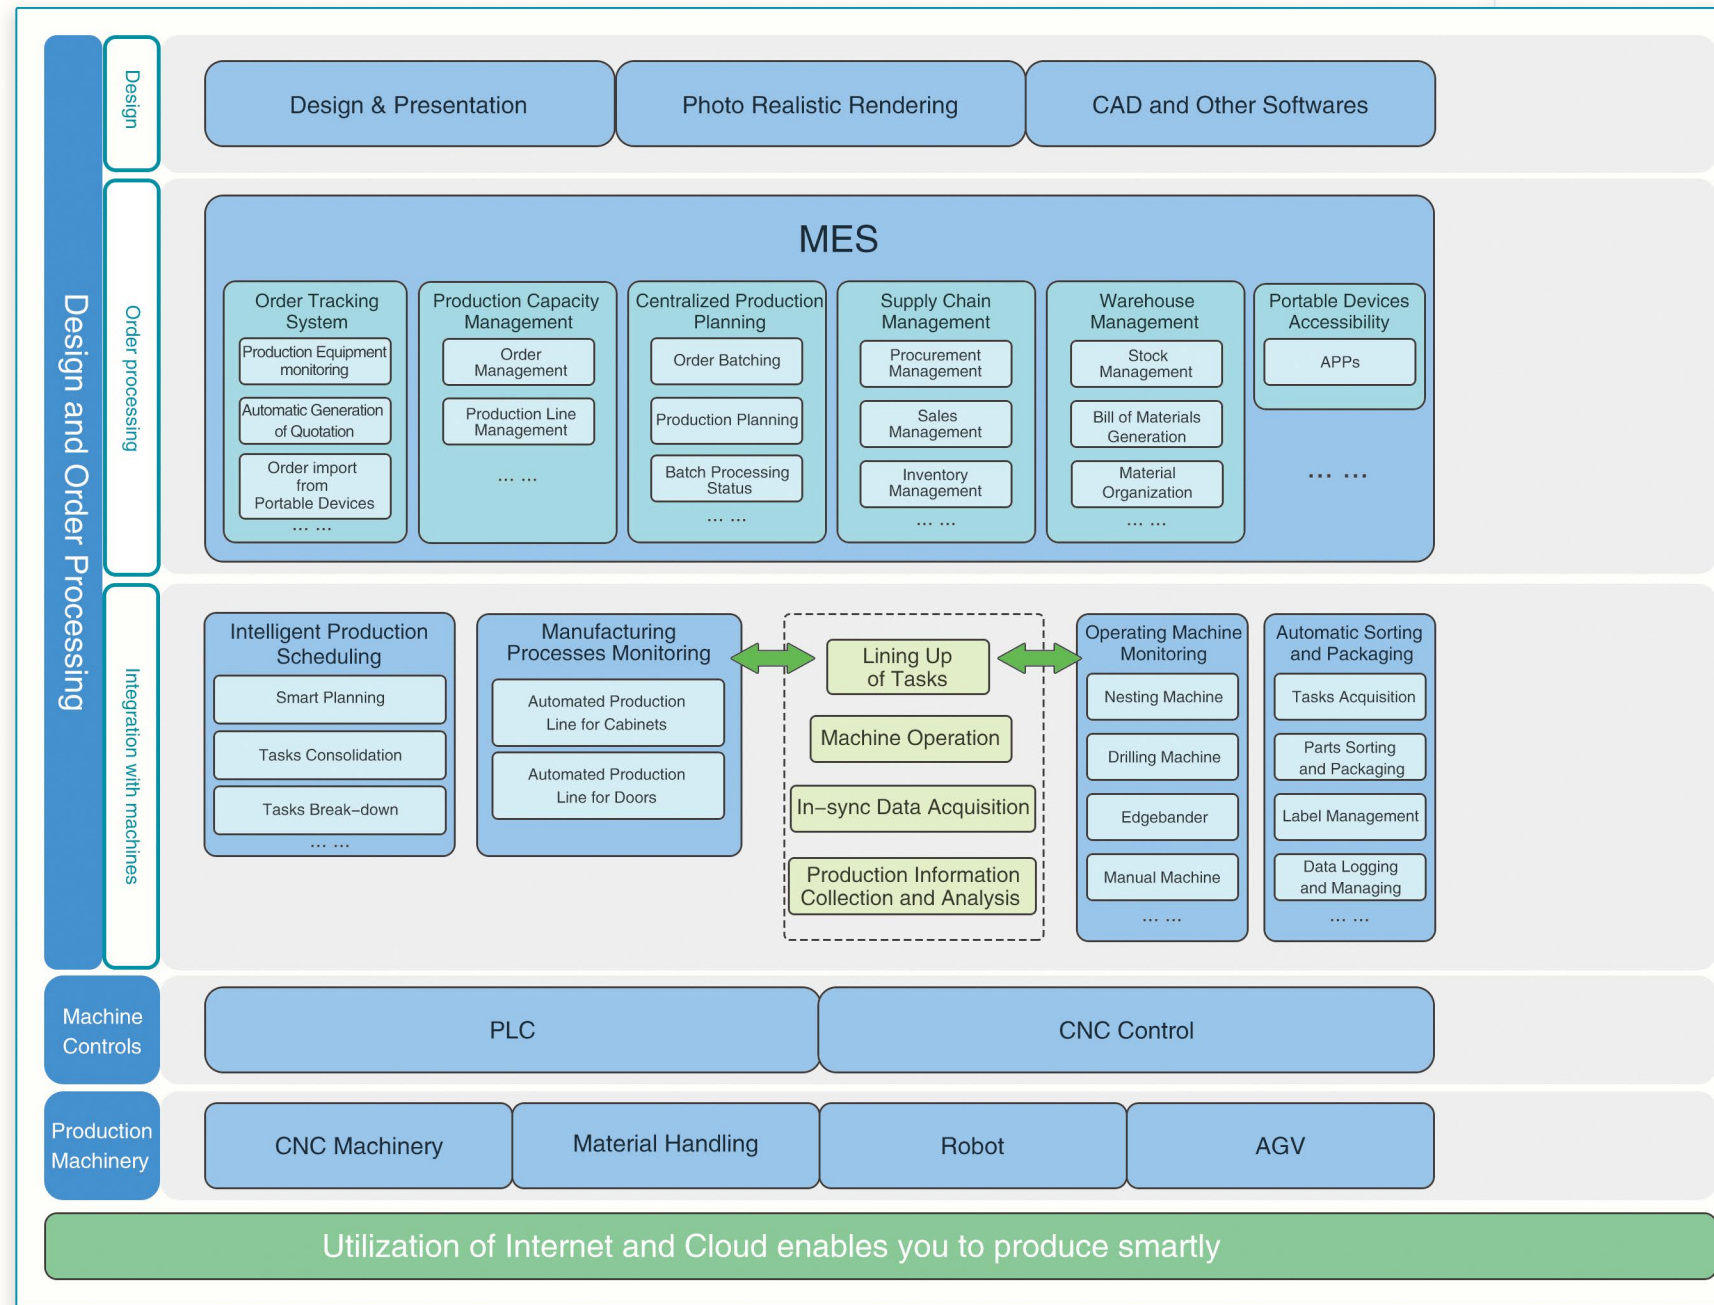 Design and Order Processing
Design
Design & Presentation
Photo Realistic Rendering
CAD and Other Softwares
Order processing
MES
Order Tracking
System
Production Equipment
monitoring
Automatic Generation
of Quotation
Order import
from
Portable Devices
... ...
Production Capacity
Management
Order
Management
Production Line
Management
... ...
Centralized Production
Planning
Order Batching
Production Planning
Batch Processing
Status
... ...
Supply Chain
Management
Procurement
Management
Sales
Management
Inventory
Management
... ...
Warehouse
Management
Stock
Management
Bill of Materials
Generation
Material
Organization
... ...
Portable Devices
Accessibility
APPs
... ...
Integration with machines
Intelligent Production
Scheduling
Smart Planning
Tasks Consolidation
Tasks Break-down
... ...
Manufacturing
Processes Monitoring
Automated Production
Line for Cabinets
Automated Production
Line for Doors
Lining Up
of Tasks
Machine Operation
In-sync Data Acquisition
Production Information
Collection and Analysis
Operating Machine
Monitoring
Nesting Machine
Drilling Machine
Edgebander
Manual Machine
... ...
Automatic Sorting
and Packaging
Tasks Acquisition
Parts Sorting
and Packaging
Label Management
Data Logging
and Managing
... ...
Machine
Controls
PLC
CNC Control
Production
Machinery
CNC Machinery
Material Handling
Robot
AGV
Utilization of Internet and Cloud enables you to produce smartly